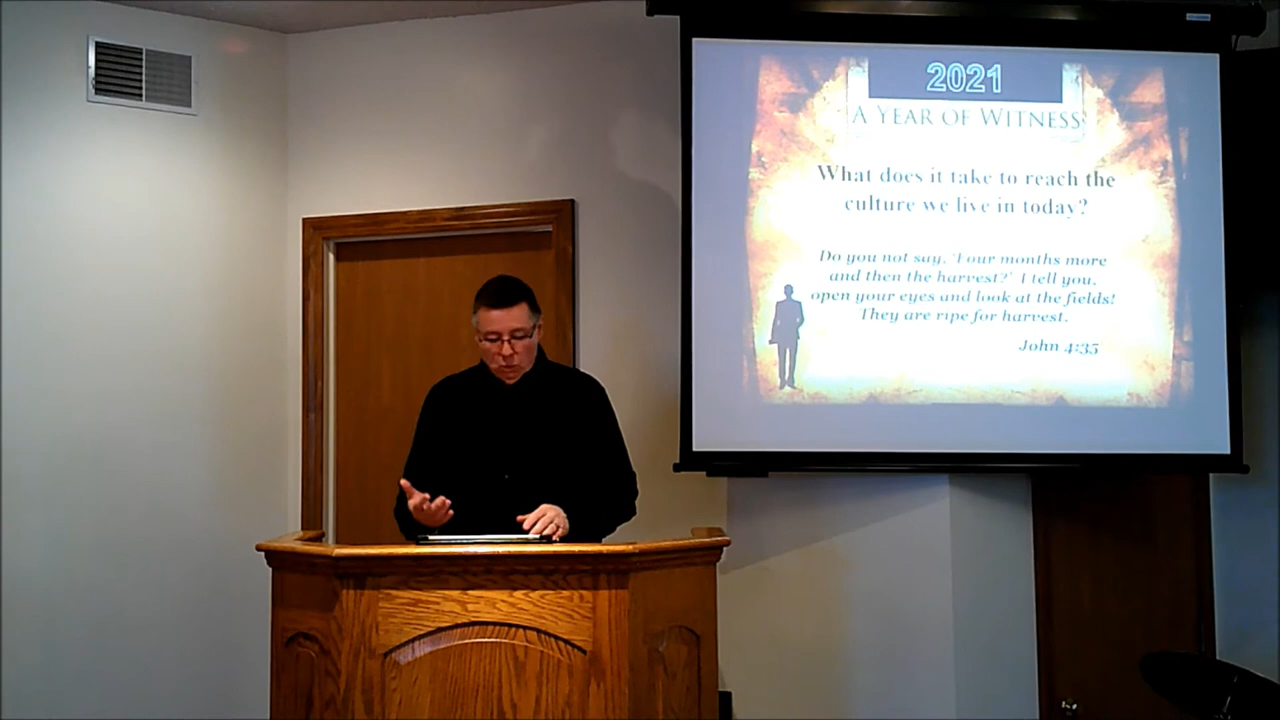 2021
A YEAR OF WITNESS
What does it take to reach the
culture we live in today?
Do you not say, 'Four months more
and then the harvest?' I tell you,
open your eyes and look at the fields!
They are ripe for harvest.
John 4:35